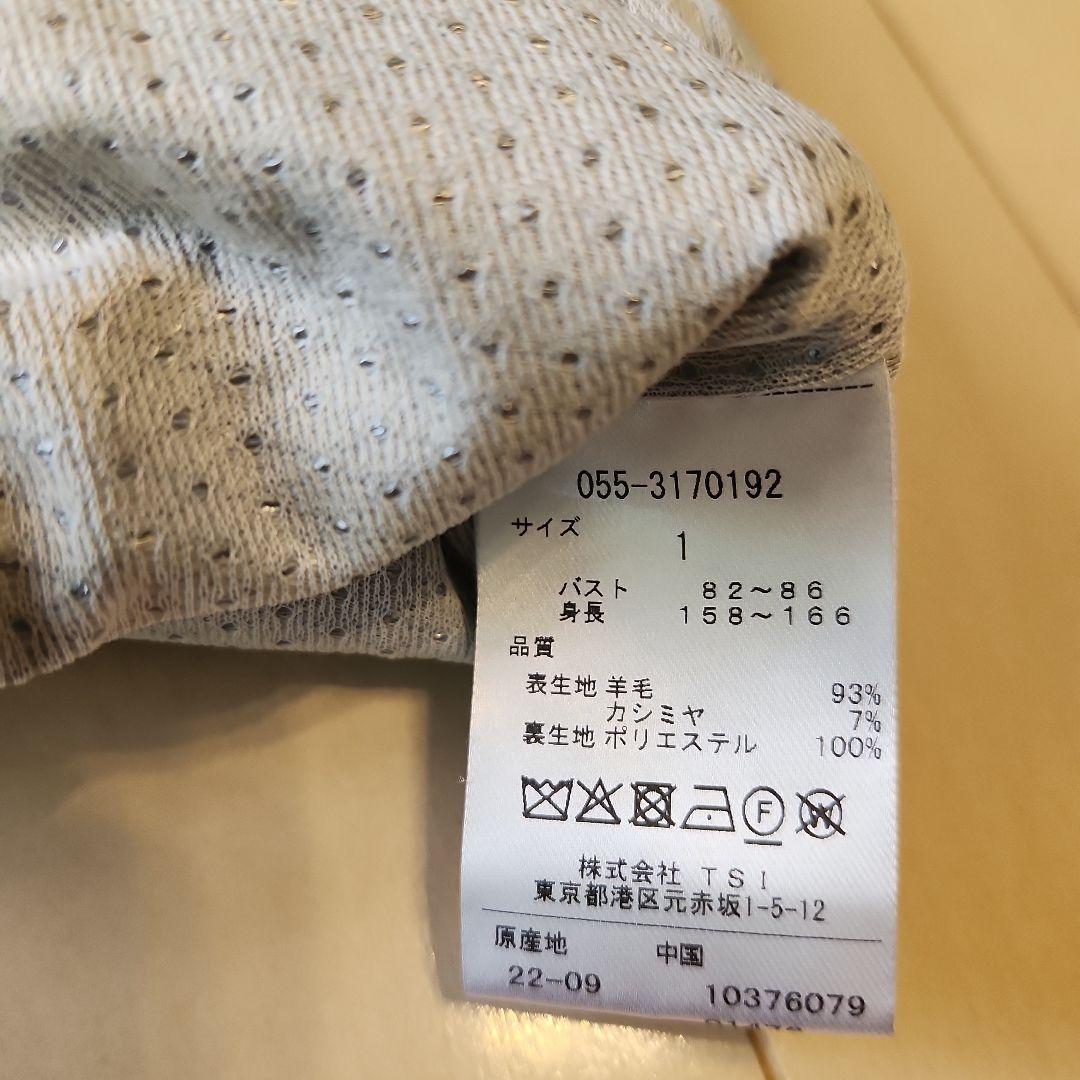 055-3170192
サイズ 1
バスト 82～86
身長 158～166
品質
表生地 羊毛 93%
カシミヤ 7%
裏生地 ポリエステル 100%
F W
株式会社 TSI
東京都港区元赤坂1-5-12
原産地 中国
22-09 10376079